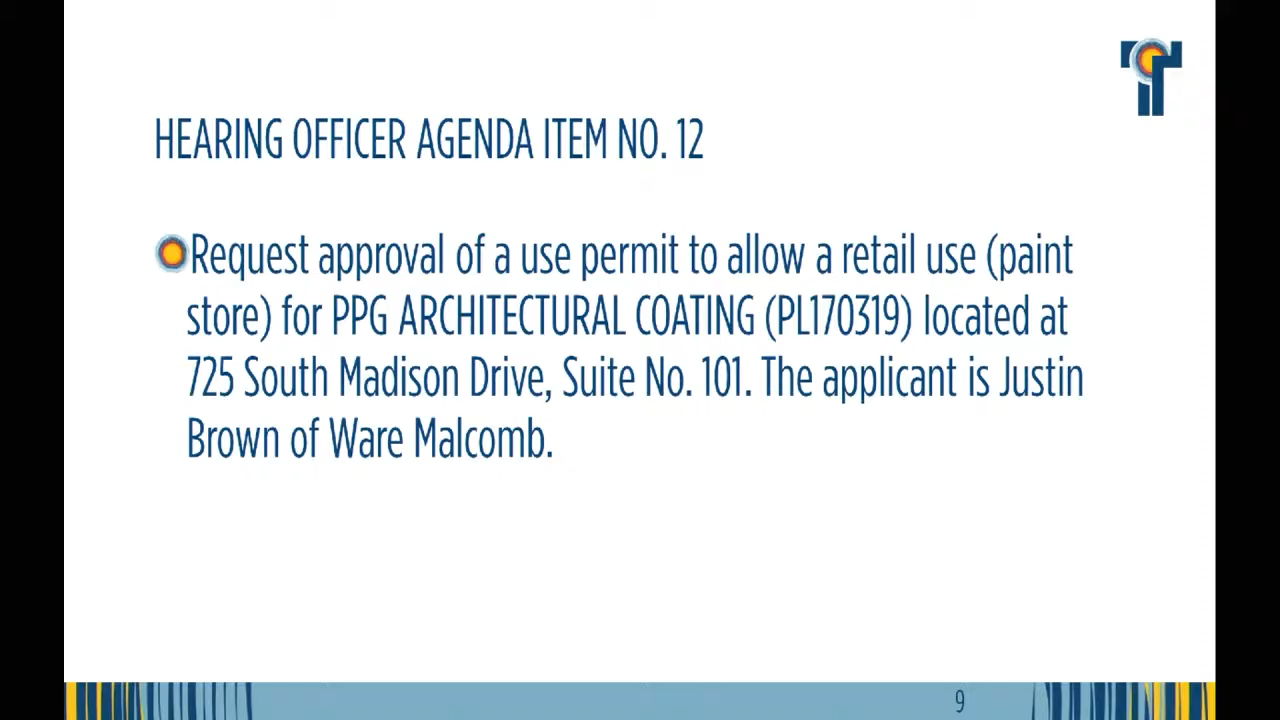 HEARING OFFICER AGENDA ITEM NO. 12
Request approval of a use permit to allow a retail use (paint
store) for PPG ARCHITECTURAL COATING (PL170319) located at
725 South Madison Drive, Suite No. 101. The applicant is Justin
Brown of Ware Malcomb.
9